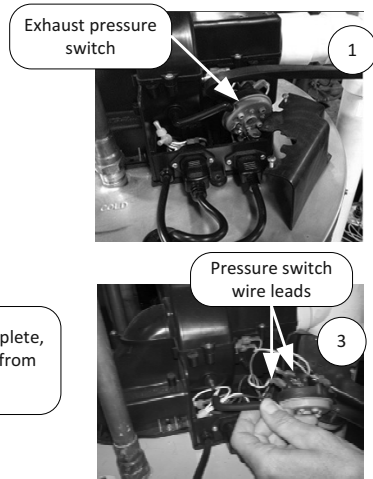 Exhaust pressure
switch
1
COLD
Pressure switch
wire leads
3
plete,
from